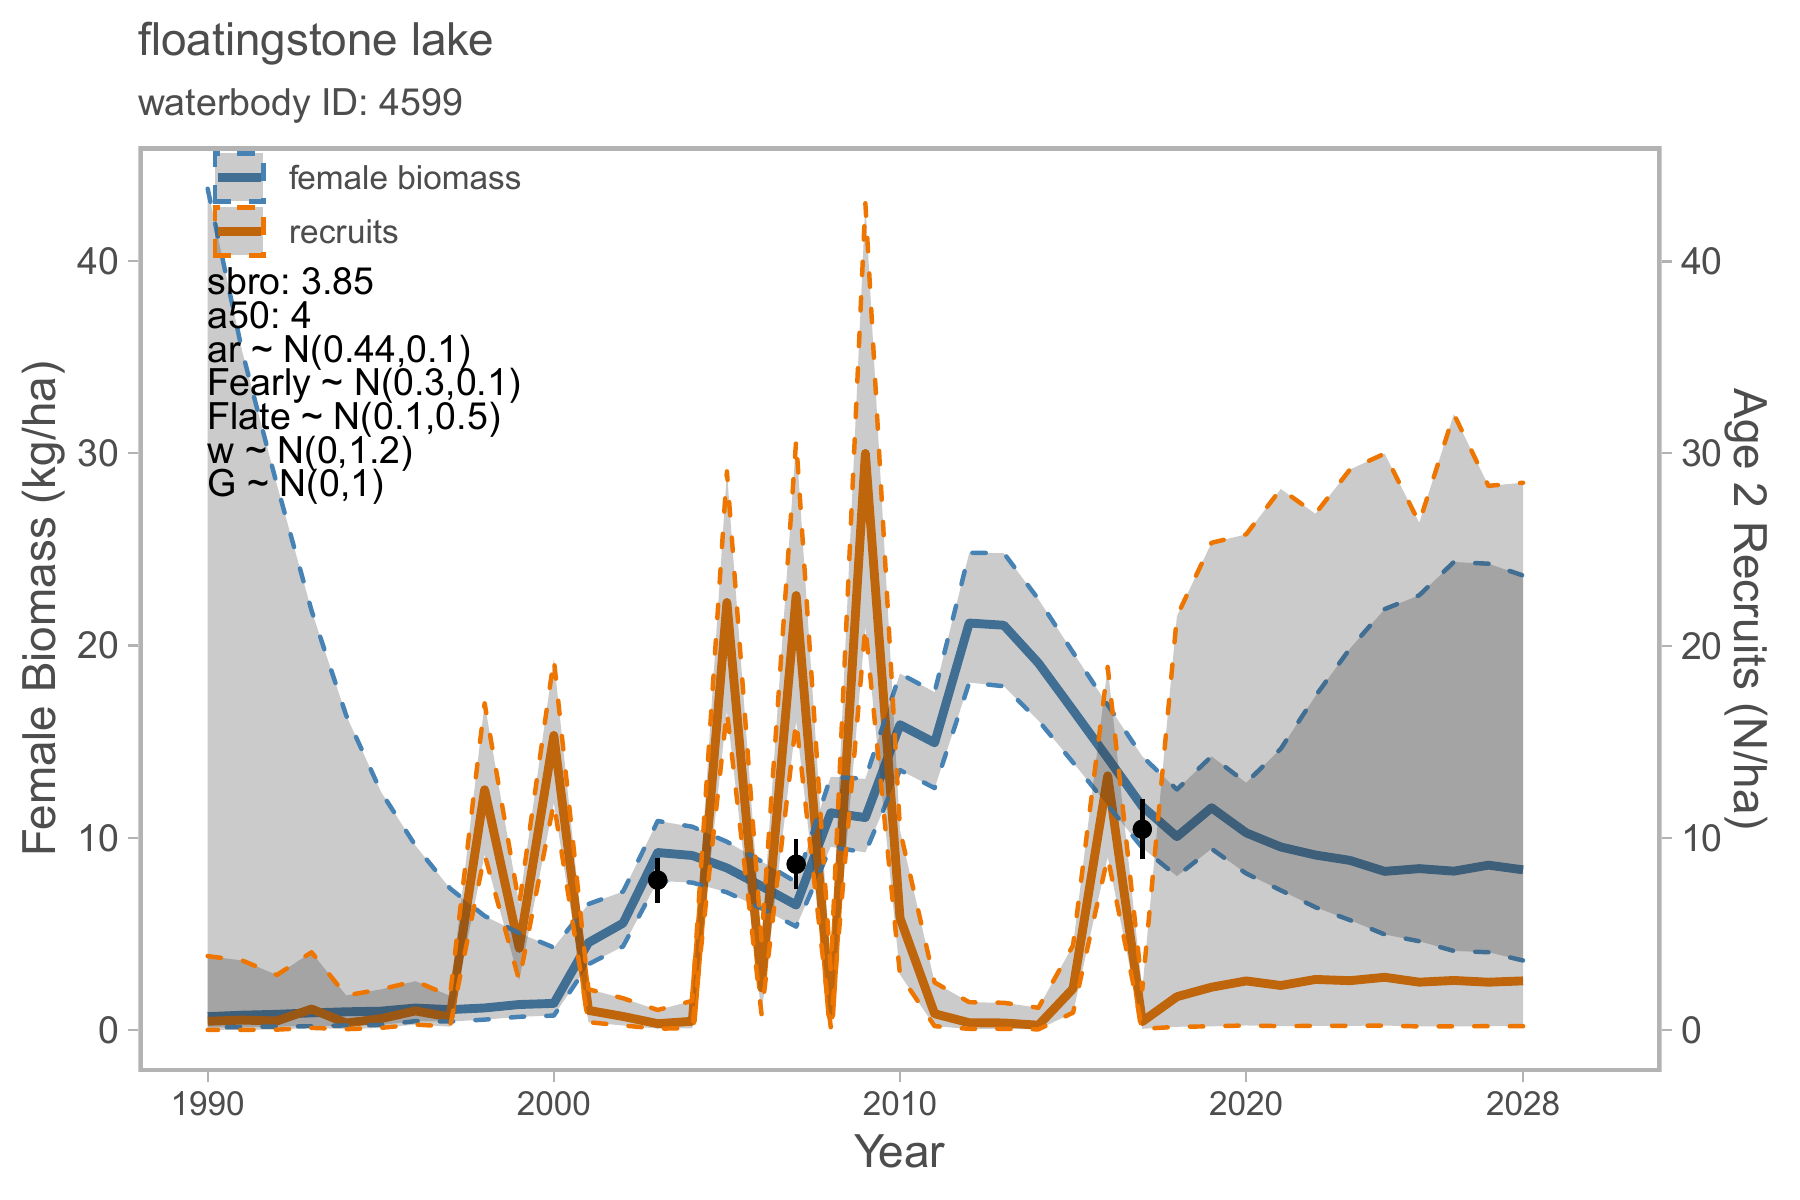 floatingstone lake
waterbody ID: 4599
female biomass
recruits
sbro: 3.85
a50: 4
ar ~ N(0.44,0.1)
Fearly ~ N(0.3,0.1)
Flate ~ N(0.1,0.5)
w ~ N(0,1.2)
G ~ N(0,1)
Female Biomass (kg/ha)
40
30
20
10
0
Age 2 Recruits (N/ha)
40
30
20
10
0
1990
2000
2010
2020
2028
Year